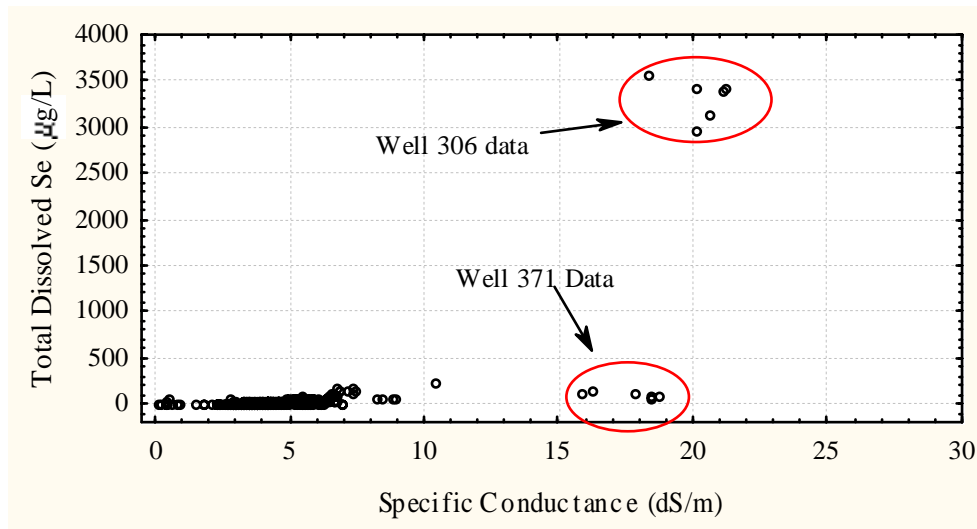 4000
3500
3000
2500
2000
1500
1000
500
0
Total Dissolved Se (µg/L)
Well 306 data
Well 371 Data
0 5 10 15 20 25 30
Specific Conductance (dS/m)